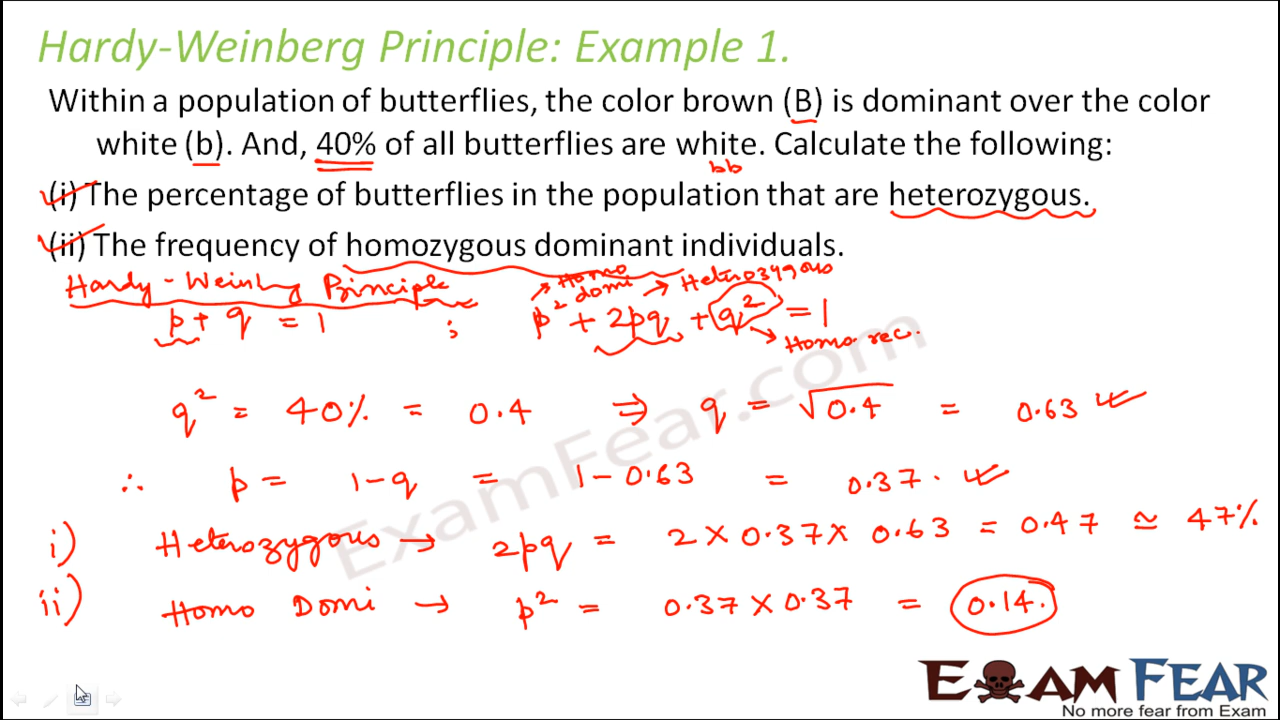 Hardy-Weinberg Principle: Example 1.
Within a population of butterflies, the color brown (B) is dominant over the color
white (b). And, 40% of all butterflies are white. Calculate the following:
bb
(i) The percentage of butterflies in the population that are heterozygous.
(ii) The frequency of homozygous dominant individuals.
Hardy-Weinberg Principle
Homo domi
Heterozygous
p + q = 1 ; p² + 2pq + q² = 1
Homo rec.
q² = 40% = 0.4 ⇒ q = √0.4 = 0.63
∴ p = 1-q = 1-0.63 = 0.37.
i) Heterozygous → 2pq = 2 × 0.37 × 0.63 = 0.47 ≃ 47%
ii) Homo Domi → p² = 0.37 × 0.37 = 0.14.
ExamFear.com
EXAM FEAR
No more fear from Exam